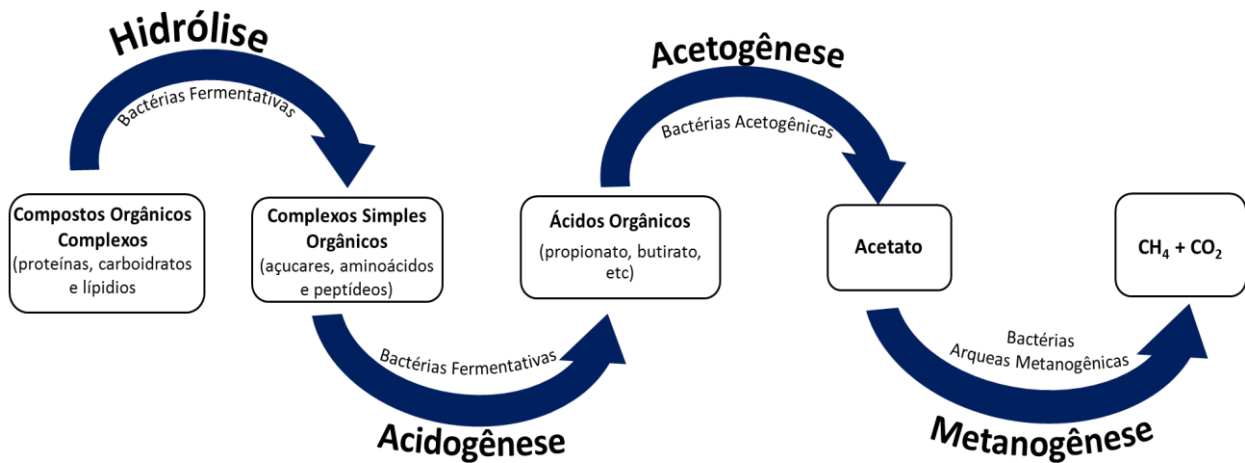 Hidrólise
Bactérias Fermentativas
Acetogênese
Bactérias Acetogênicas
Compostos Orgânicos
Complexos
(proteínas, carboidratos
e lípidios
Complexos Simples
Orgânicos
(açucares, aminoácidos
e peptídeos)
Ácidos Orgânicos
(propionato, butirato,
etc)
Acetato
CH₄ + CO₂
Bactérias Fermentativas
Acidogênese
Bactérias
Arqueas Metanogênicas
Metanogênese